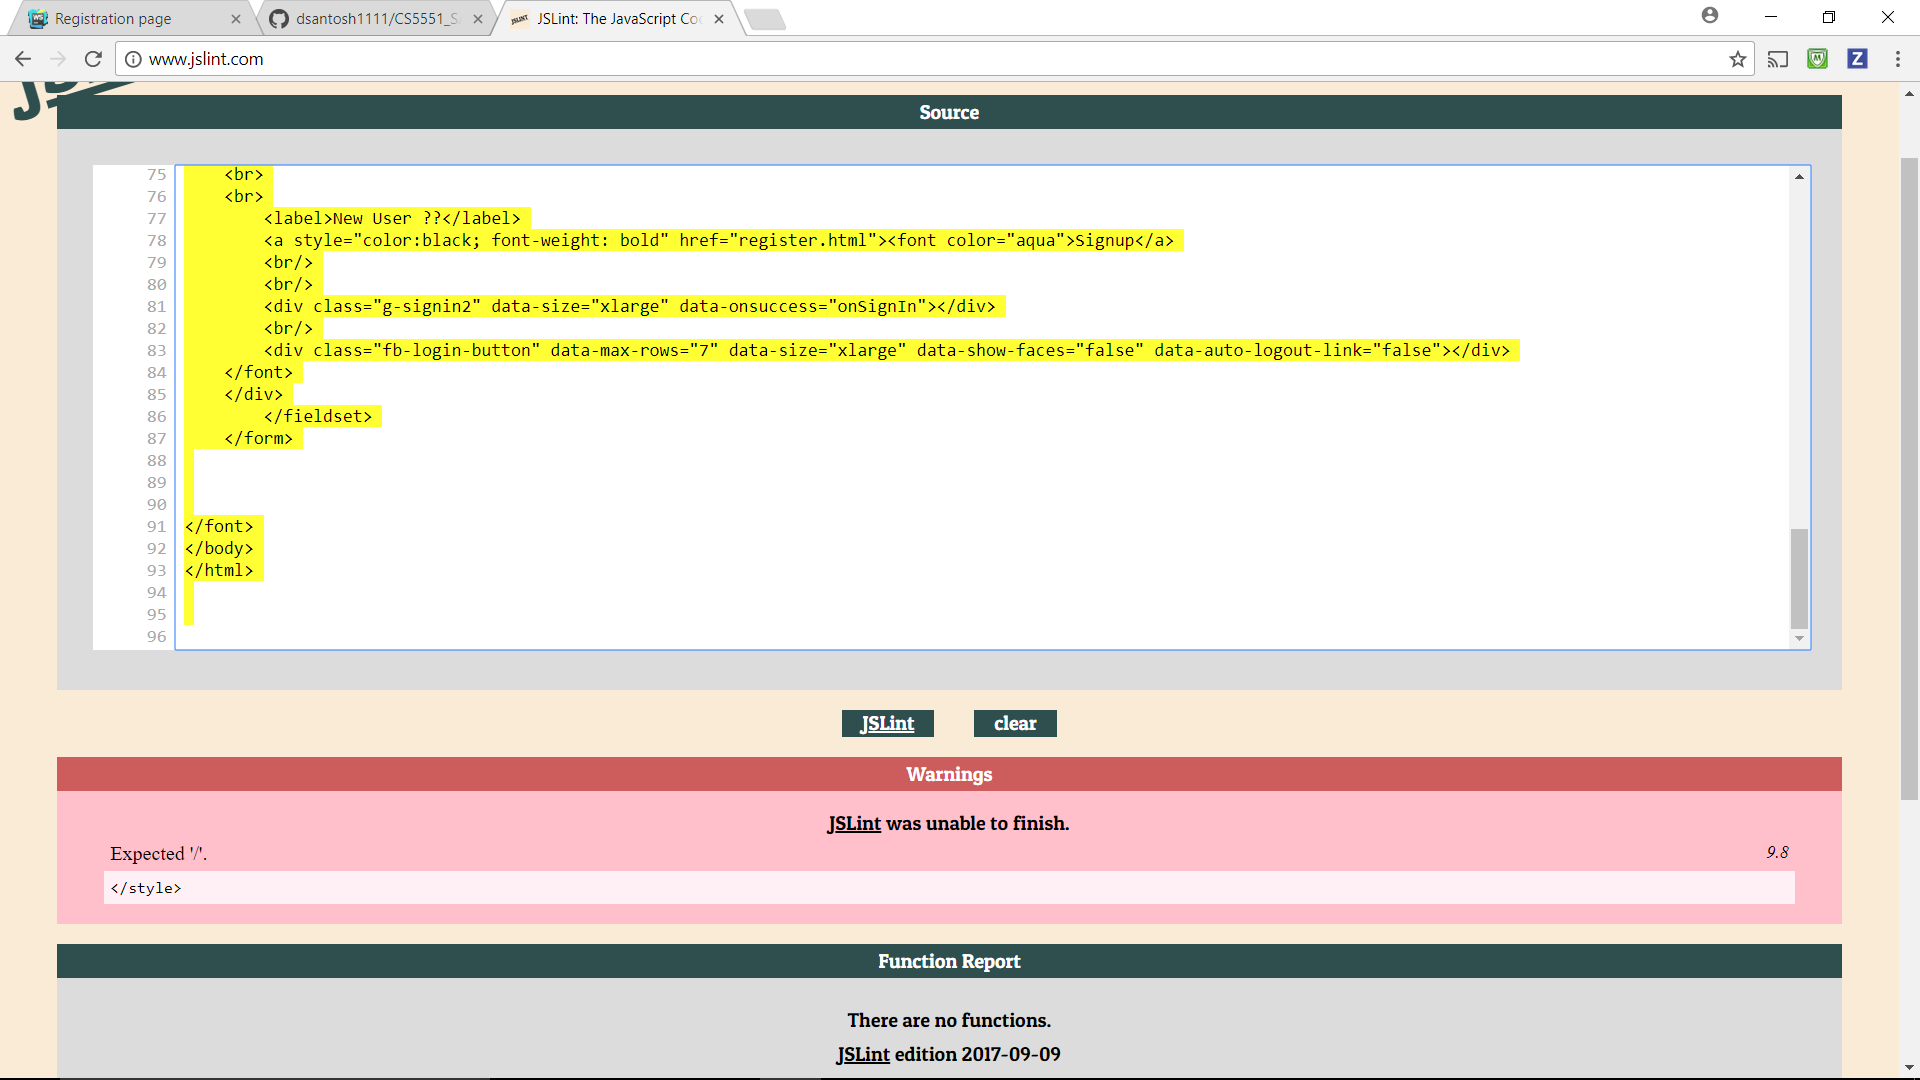 Registration page
dsantosh1111/CS5551_S
JSLint: The JavaScript Co
www.jslint.com
Source
75 <br>
76 <br>
77 <label>New User ??</label>
78 <a style="color:black; font-weight: bold" href="register.html"><font color="aqua">Signup</a>
79 <br/>
80 <br/>
81 <div class="g-signin2" data-size="xlarge" data-onsuccess="onSignIn"></div>
82 <br/>
83 <div class="fb-login-button" data-max-rows="7" data-size="xlarge" data-show-faces="false" data-auto-logout-link="false"></div>
84 </font>
85 </div>
86 </fieldset>
87 </form>
88
89
90
91 </font>
92 </body>
93 </html>
94
95
96
JSLint clear
Warnings
JSLint was unable to finish.
Expected '/'. 9.8
</style>
Function Report
There are no functions.
JSLint edition 2017-09-09